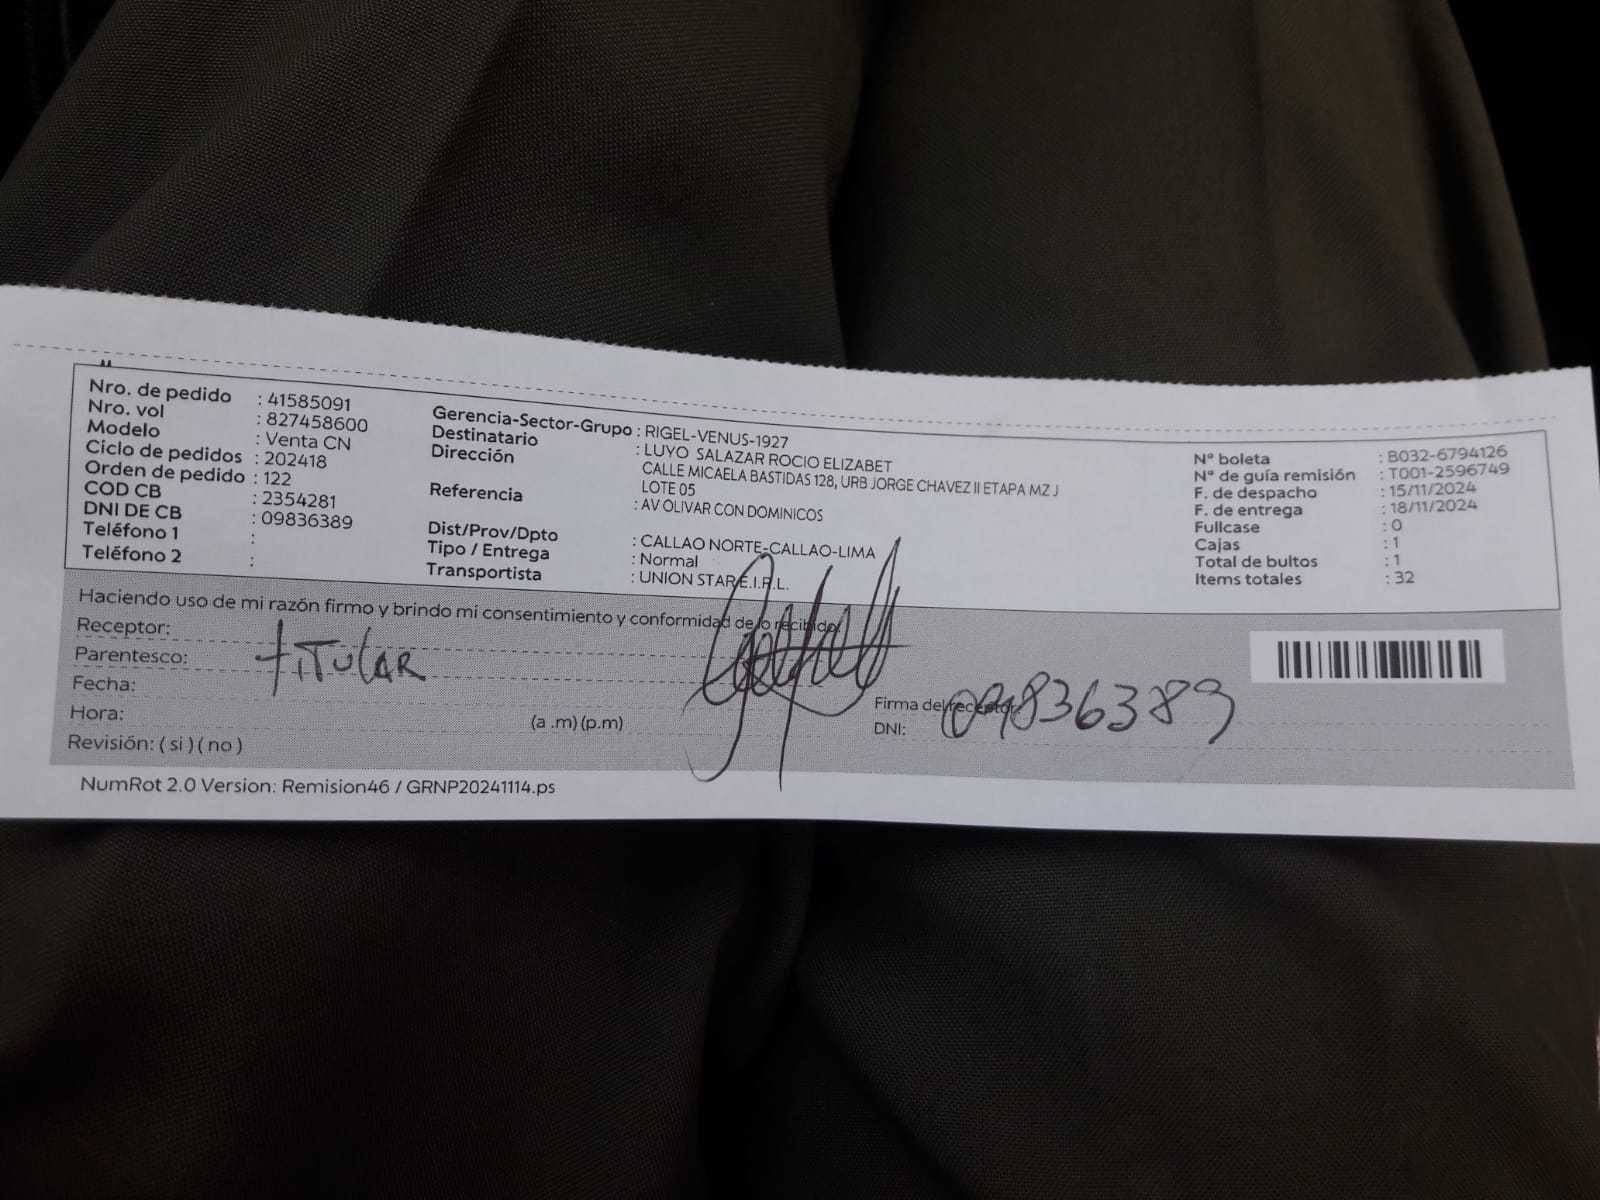 Nro. de pedido : 41585091
Nro. vol : 827458600
Modelo : Venta CN
Ciclo de pedidos : 202418
Orden de pedido : 122
COD CB : 2354281
DNI DE CB : 09836389
Teléfono 1 :
Teléfono 2 :
Gerencia-Sector-Grupo : RIGEL-VENUS-1927
Destinatario : LUYO SALAZAR ROCIO ELIZABET
Dirección : CALLE MICAELA BASTIDAS 128, URB JORGE CHAVEZ II ETAPA MZ J
LOTE 05
Referencia : AV OLIVAR CON DOMINICOS
Dist/Prov/Dpto : CALLAO NORTE-CALLAO-LIMA
Tipo / Entrega : Normal
Transportista : UNION STAR E.I.R.L.
N° boleta : B032-6794126
N° de guía remisión : T001-2596749
F. de despacho : 15/11/2024
F. de entrega : 18/11/2024
Fullcase : 0
Cajas : 1
Total de bultos : 1
Items totales : 32
Haciendo uso de mi razón firmo y brindo mi consentimiento y conformidad de lo recibido.
Receptor:
Parentesco: TITULAR
Fecha:
Hora: (a .m) (p.m)
Revisión: ( si ) ( no )
Firma del receptor:
DNI: 09836389
NumRot 2.0 Version: Remision46 / GRNP20241114.ps